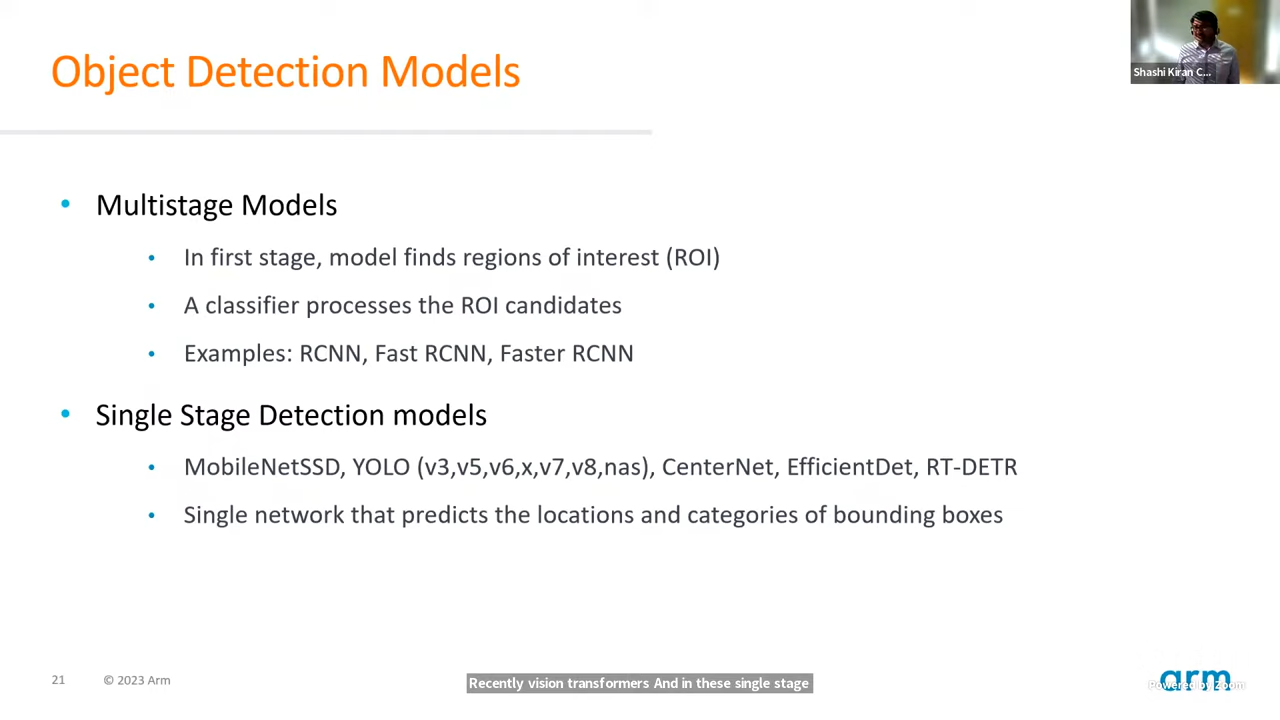 Object Detection Models
Shashi Kiran C...
• Multistage Models
• In first stage, model finds regions of interest (ROI)
• A classifier processes the ROI candidates
• Examples: RCNN, Fast RCNN, Faster RCNN
• Single Stage Detection models
• MobileNetSSD, YOLO (v3,v5,v6,x,v7,v8,nas), CenterNet, EfficientDet, RT-DETR
• Single network that predicts the locations and categories of bounding boxes
21 © 2023 Arm
Recently vision transformers And in these single stage
arm
Powered by Zoom